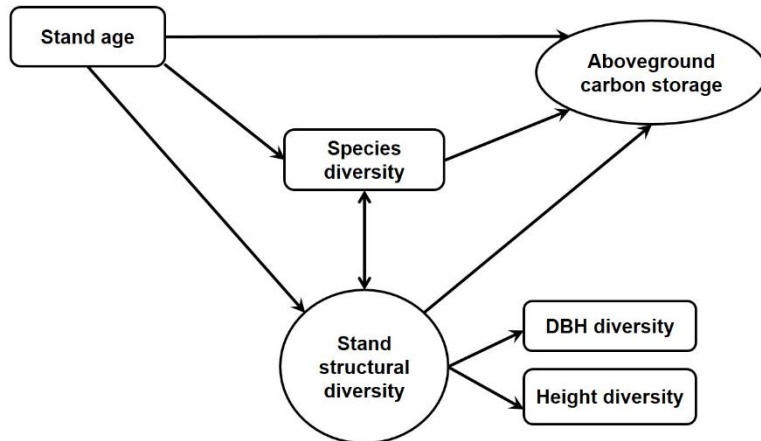 Stand age
Aboveground
carbon storage
Species
diversity
Stand
structural
diversity
DBH diversity
Height diversity